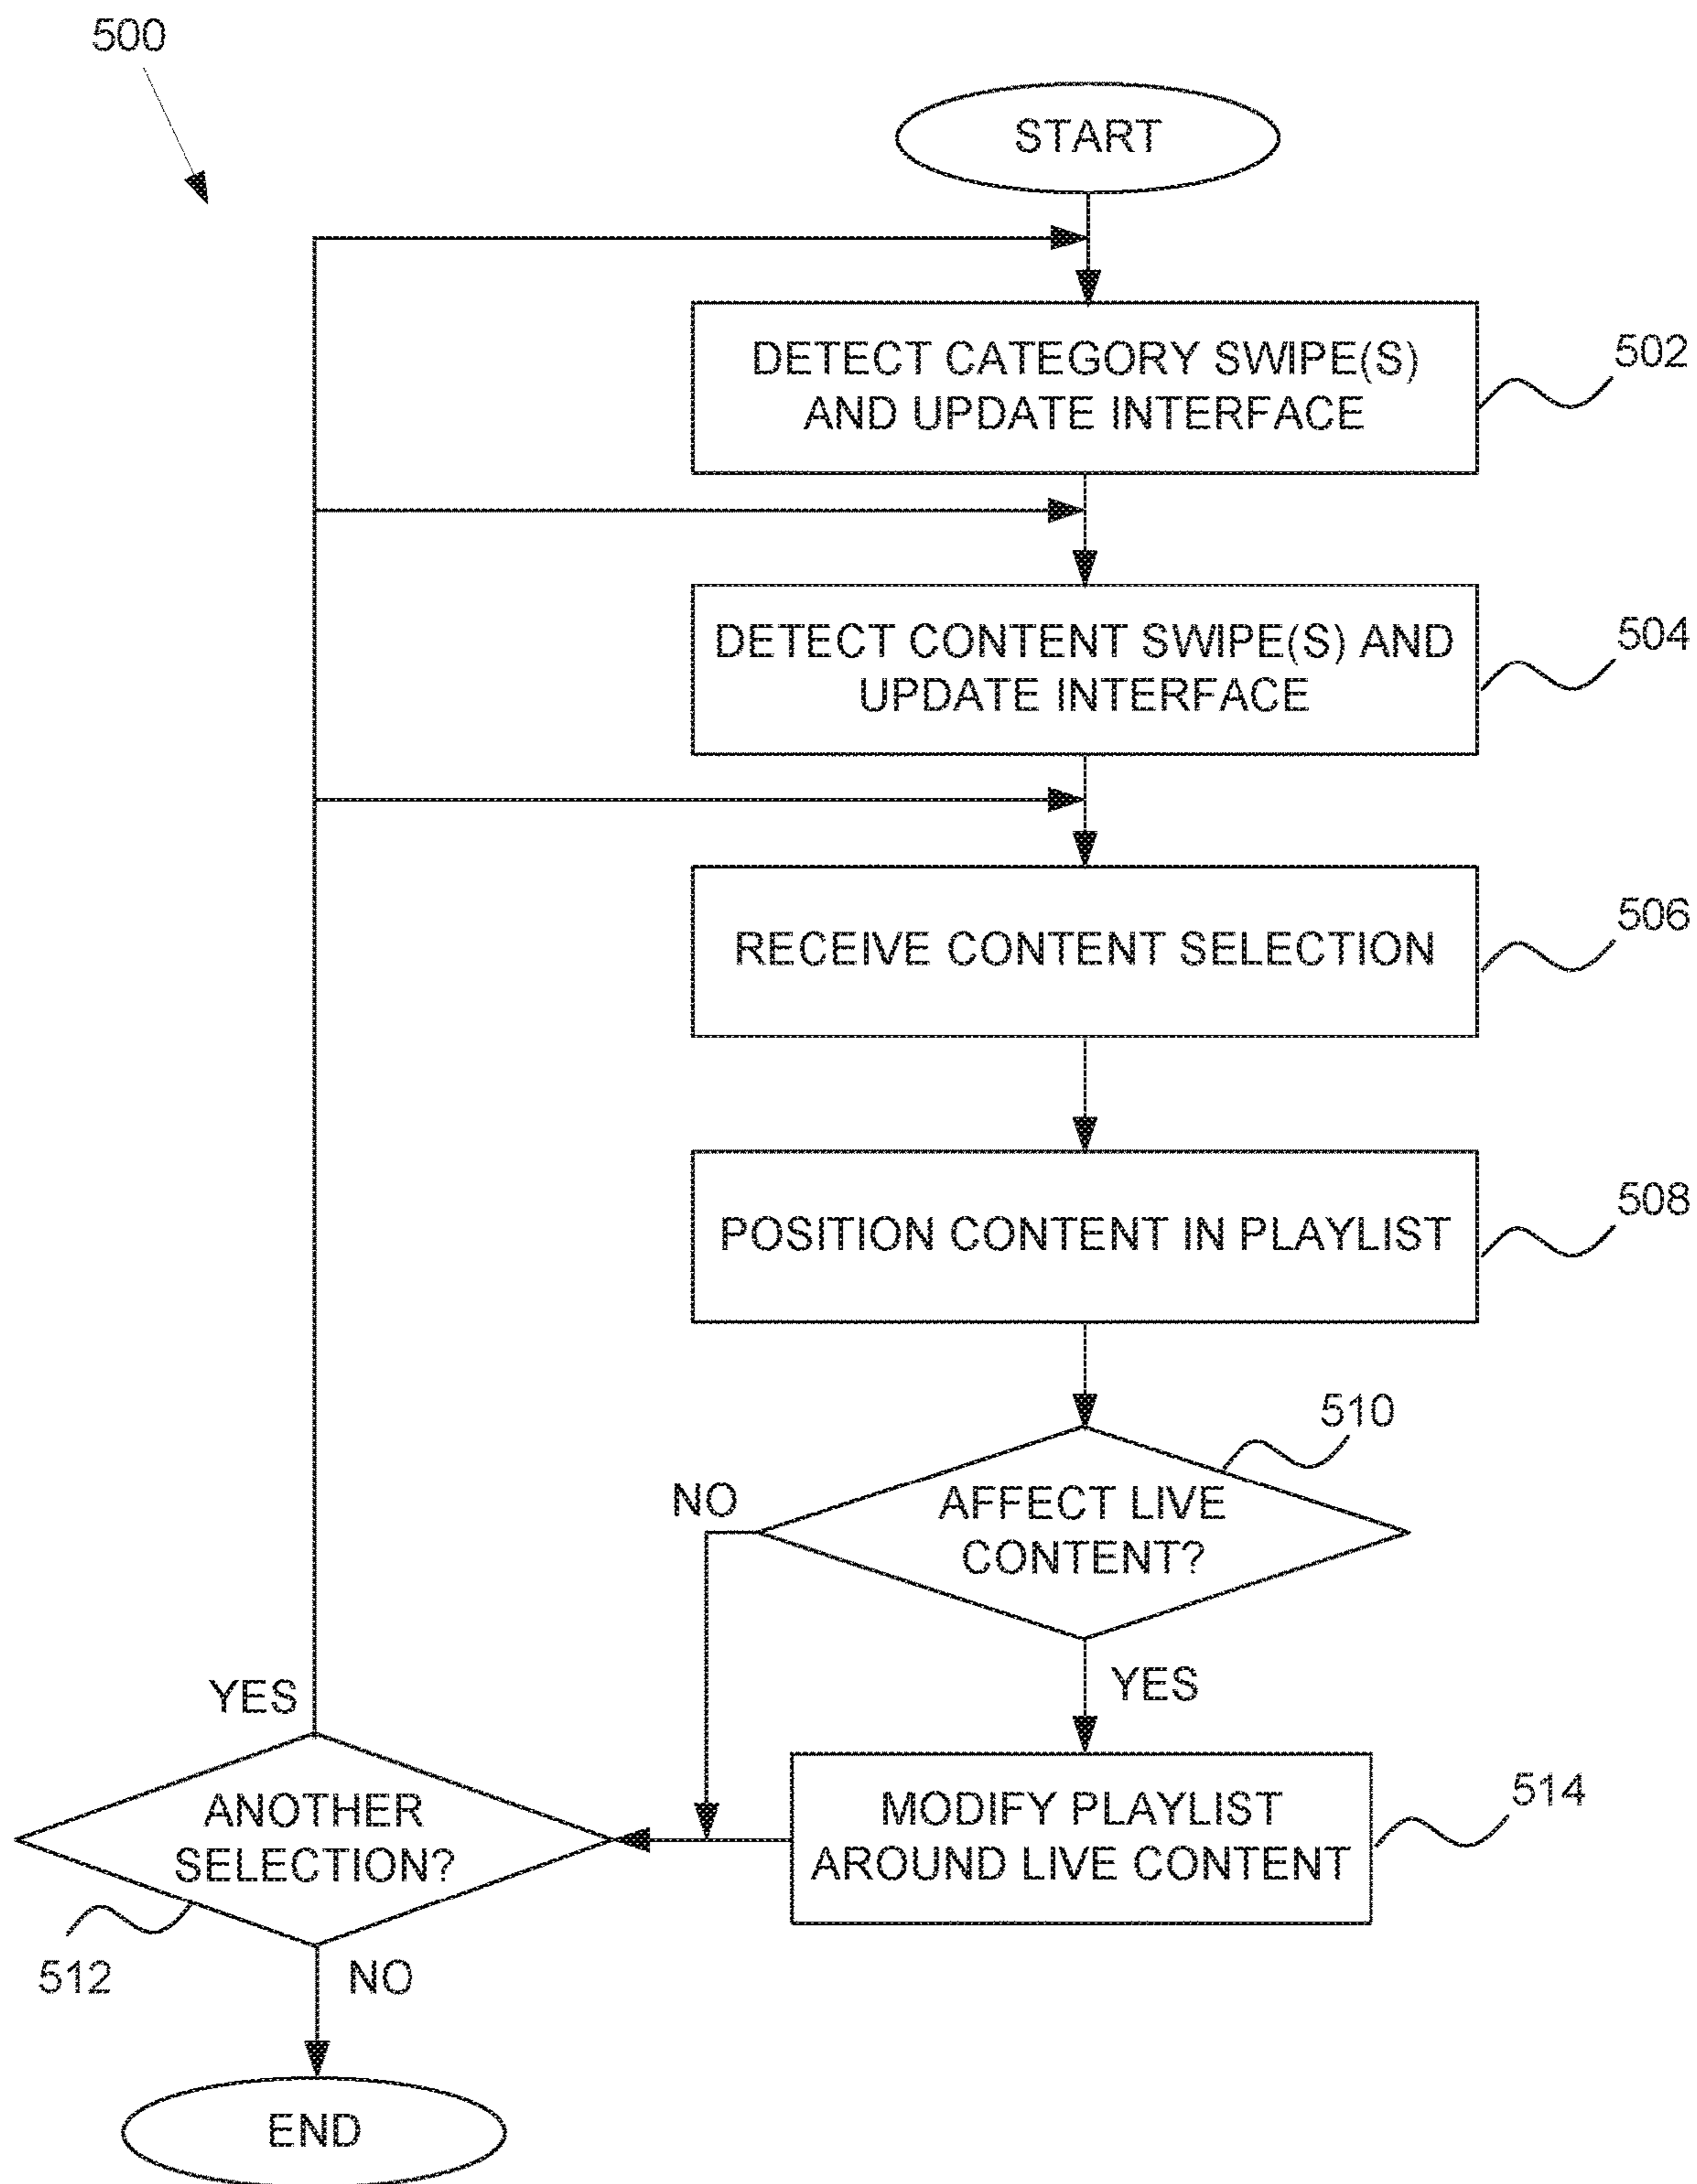 500
START
DETECT CATEGORY SWIPE(S)
AND UPDATE INTERFACE
502
DETECT CONTENT SWIPE(S) AND
UPDATE INTERFACE
504
RECEIVE CONTENT SELECTION
506
POSITION CONTENT IN PLAYLIST
508
510
AFFECT LIVE
CONTENT?
NO
YES
YES
MODIFY PLAYLIST
AROUND LIVE CONTENT
514
ANOTHER
SELECTION?
512
NO
END